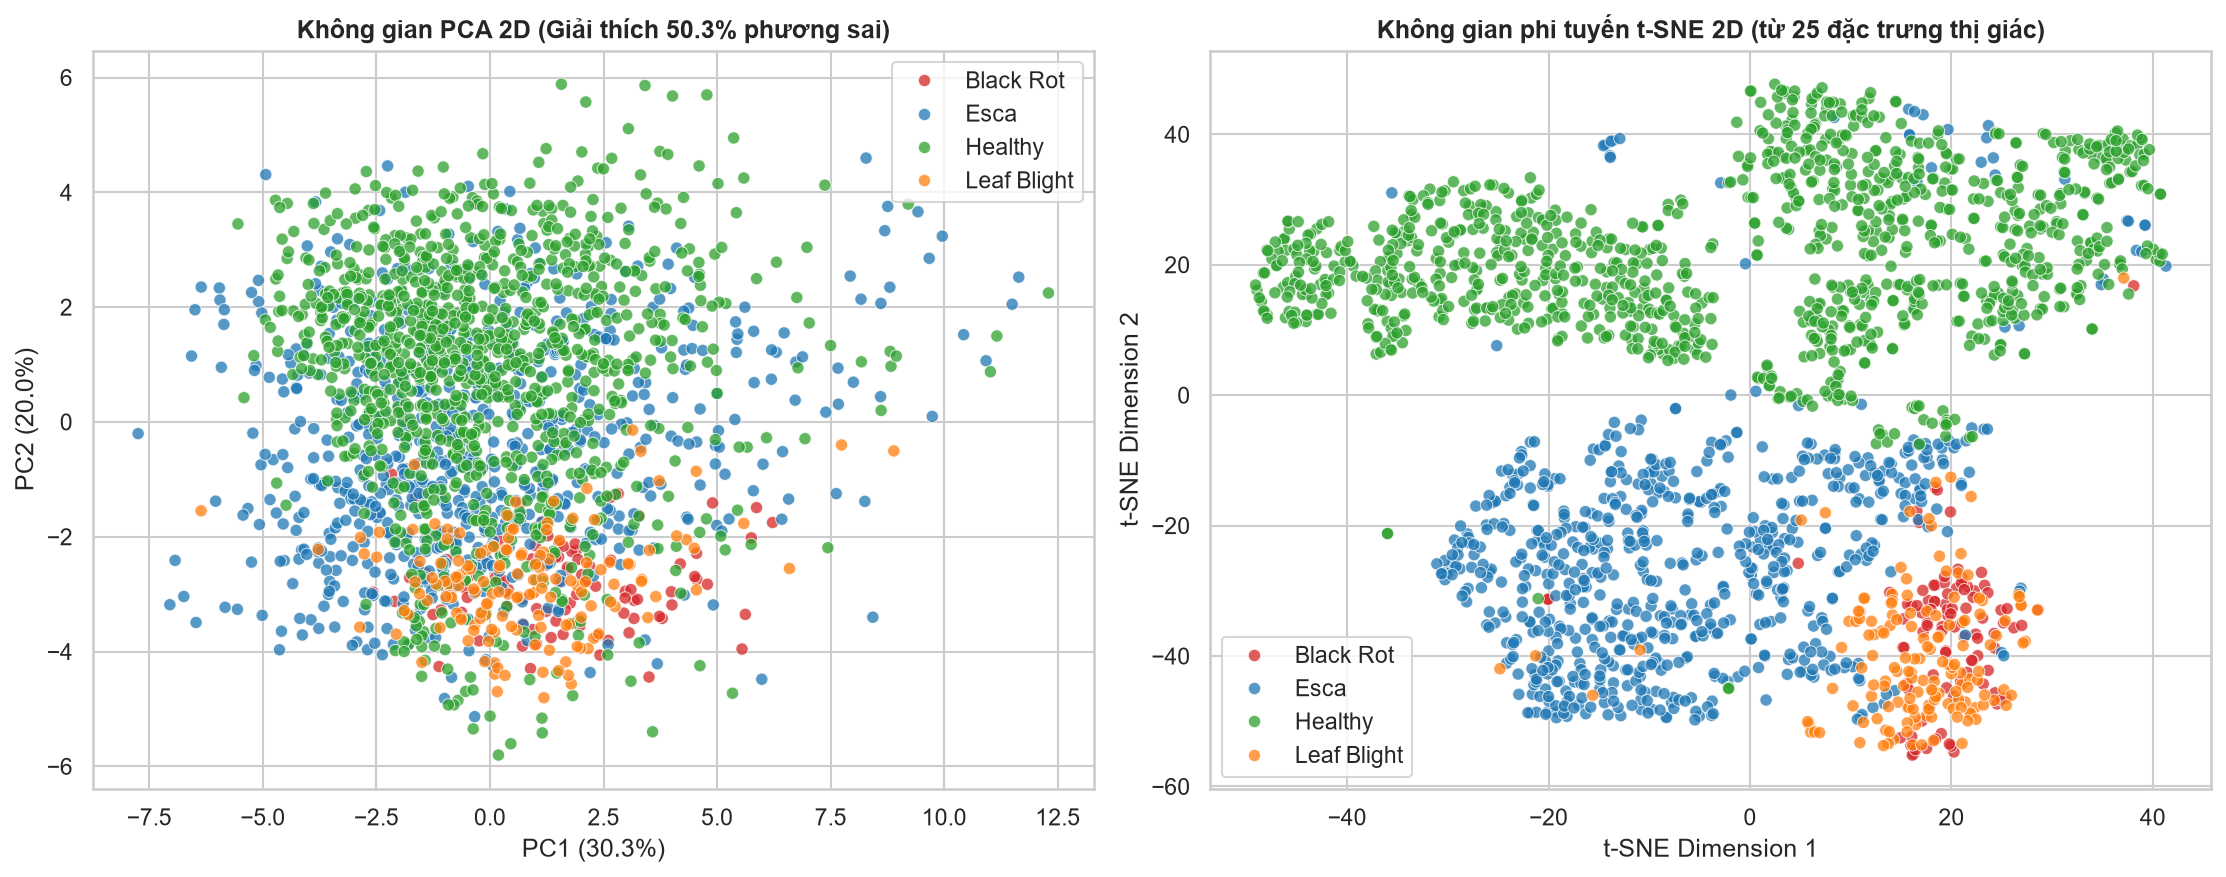 Không gian PCA 2D (Giải thích 50.3% phương sai)
Black Rot
Esca
Healthy
Leaf Blight
6
4
2
0
−2
−4
−6
PC2 (20.0%)
−7.5 −5.0 −2.5 0.0 2.5 5.0 7.5 10.0 12.5
PC1 (30.3%)
Không gian phi tuyến t-SNE 2D (từ 25 đặc trưng thị giác)
40
20
0
−20
−40
−60
t-SNE Dimension 2
Black Rot
Esca
Healthy
Leaf Blight
−40 −20 0 20 40
t-SNE Dimension 1